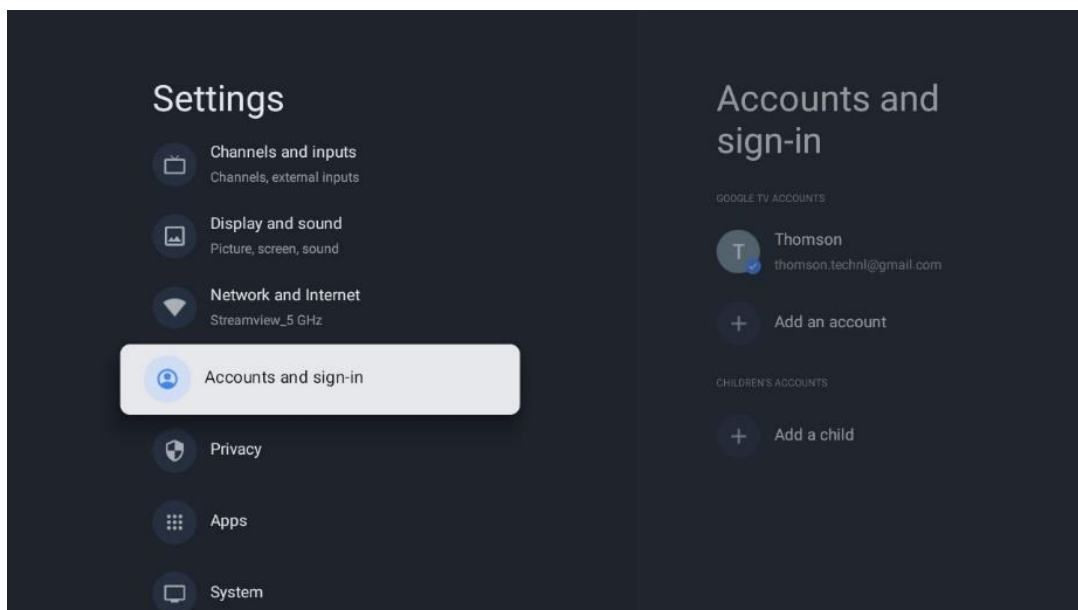 Settings
Channels and inputs
Channels, external inputs
Display and sound
Picture, screen, sound
Network and Internet
Streamview_5 GHz
Accounts and sign-in
Privacy
Apps
System
Accounts and
sign-in
GOOGLE TV ACCOUNTS
T
Thomson
thomson.technl@gmail.com
Add an account
CHILDREN'S ACCOUNTS
Add a child